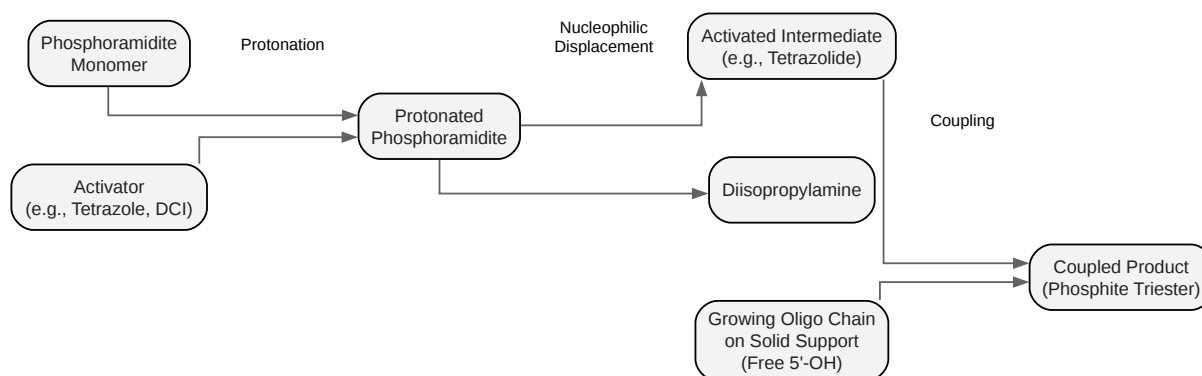 Phosphoramidite
Monomer
Protonation
Nucleophilic
Displacement
Activated Intermediate
(e.g., Tetrazolide)
Protonated
Phosphoramidite
Coupling
Activator
(e.g., Tetrazole, DCI)
Diisopropylamine
Coupled Product
(Phosphite Triester)
Growing Oligo Chain
on Solid Support
(Free 5'-OH)